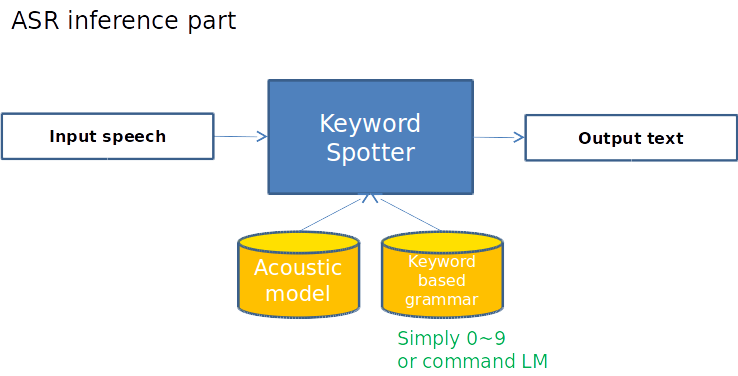 ASR inference part
Keyword
Spotter
Input speech
Output text
Acoustic
model
Keyword
based
grammar
Simply 0~9
or command LM